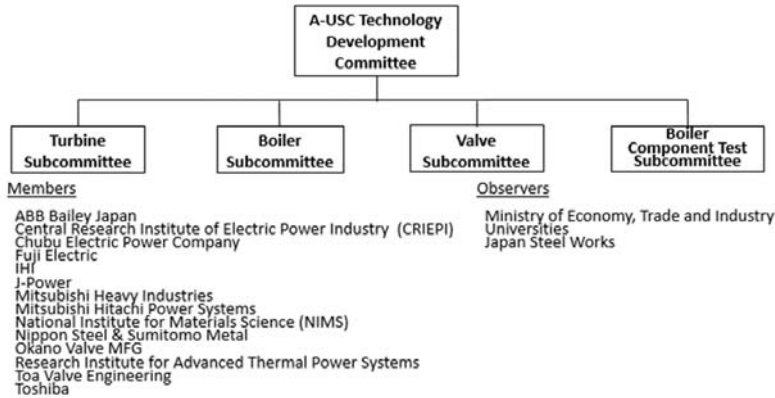 A-USC Technology
Development
Committee
Turbine
Subcommittee
Boiler
Subcommittee
Valve
Subcommittee
Boiler
Component Test
Subcommittee
Members
ABB Bailey Japan
Central Research Institute of Electric Power Industry (CRIEPI)
Chubu Electric Power Company
Fuji Electric
IHI
J-Power
Mitsubishi Heavy Industries
Mitsubishi Hitachi Power Systems
National Institute for Materials Science (NIMS)
Nippon Steel & Sumitomo Metal
Okano Valve MFG
Research Institute for Advanced Thermal Power Systems
Toa Valve Engineering
Toshiba
Observers
Ministry of Economy, Trade and Industry
Universities
Japan Steel Works